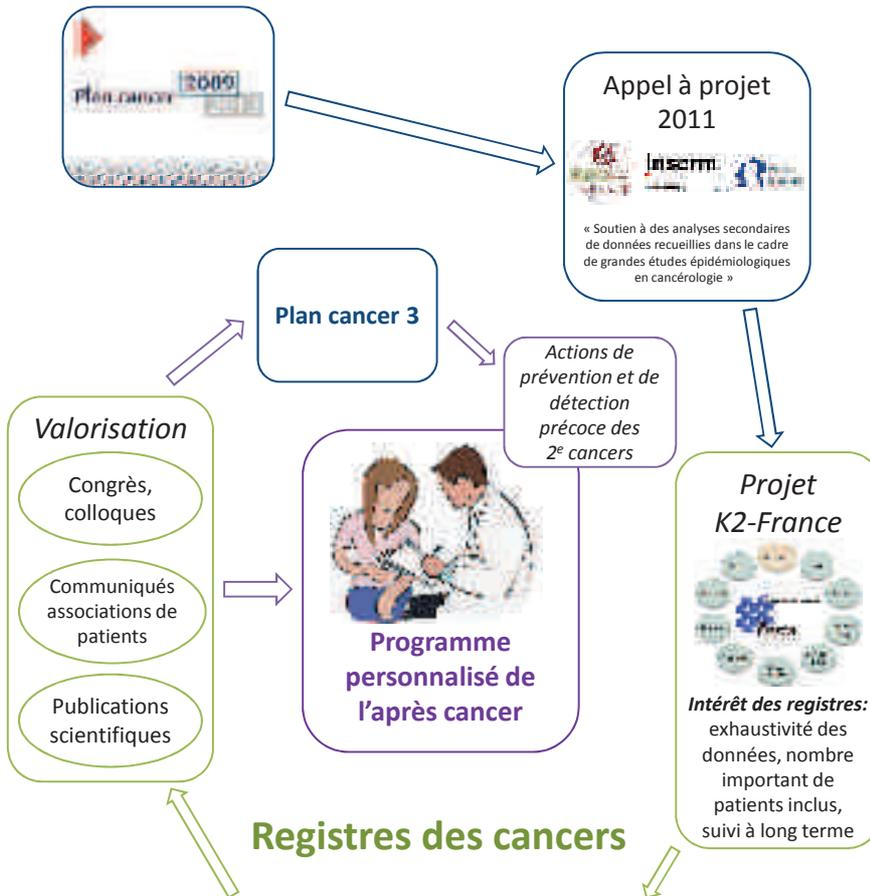 Plan cancer 2009
Appel à projet
2011
Inserm
« Soutien à des analyses secondaires
de données recueillies dans le cadre
de grandes études épidémiologiques
en cancérologie »
Plan cancer 3
Actions de
prévention et de
détection
précoce des
2e cancers
Valorisation
Congrès,
colloques
Communiqués
associations de
patients
Publications
scientifiques
Programme
personnalisé de
l’après cancer
Projet
K2-France
Intérêt des registres:
exhaustivité des
données, nombre
important de
patients inclus,
suivi à long terme
Registres des cancers